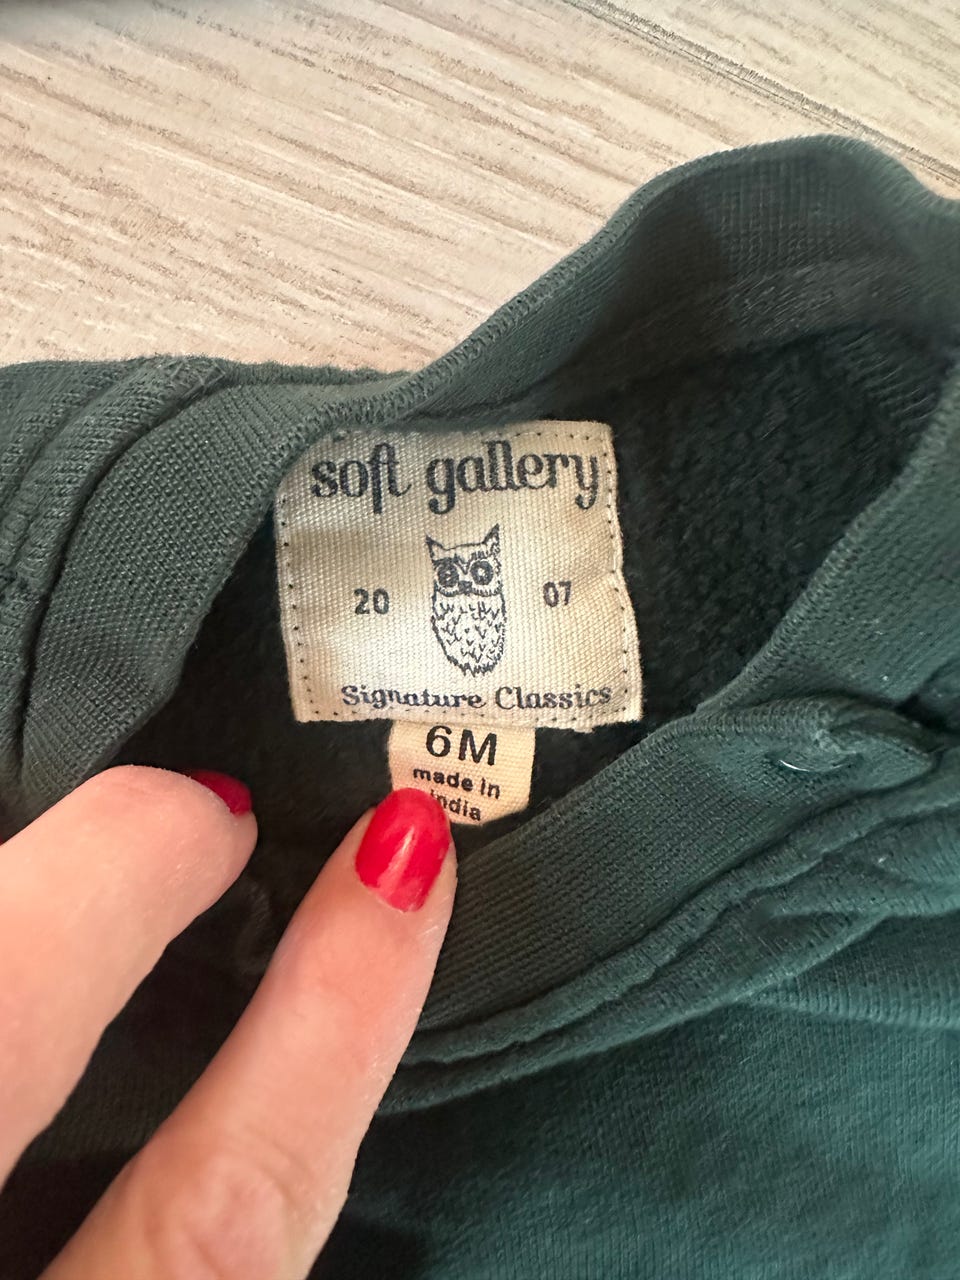 soft gallery
20 07
Signature Classics
6M
made in
india